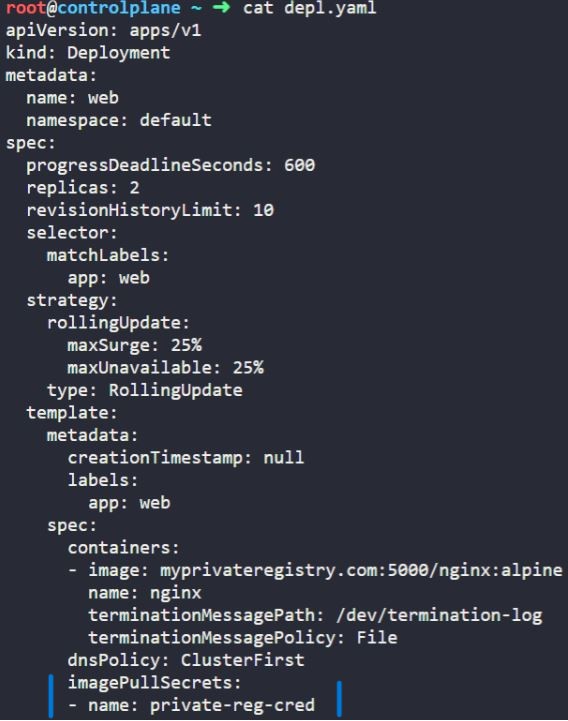 root@controlplane ~ ➜ cat depl.yaml
apiVersion: apps/v1
kind: Deployment
metadata:
  name: web
  namespace: default
spec:
  progressDeadlineSeconds: 600
  replicas: 2
  revisionHistoryLimit: 10
  selector:
    matchLabels:
      app: web
  strategy:
    rollingUpdate:
      maxSurge: 25%
      maxUnavailable: 25%
    type: RollingUpdate
  template:
    metadata:
      creationTimestamp: null
      labels:
        app: web
    spec:
      containers:
      - image: myprivateregistry.com:5000/nginx:alpine
        name: nginx
        terminationMessagePath: /dev/termination-log
        terminationMessagePolicy: File
      dnsPolicy: ClusterFirst
      imagePullSecrets:
      - name: private-reg-cred